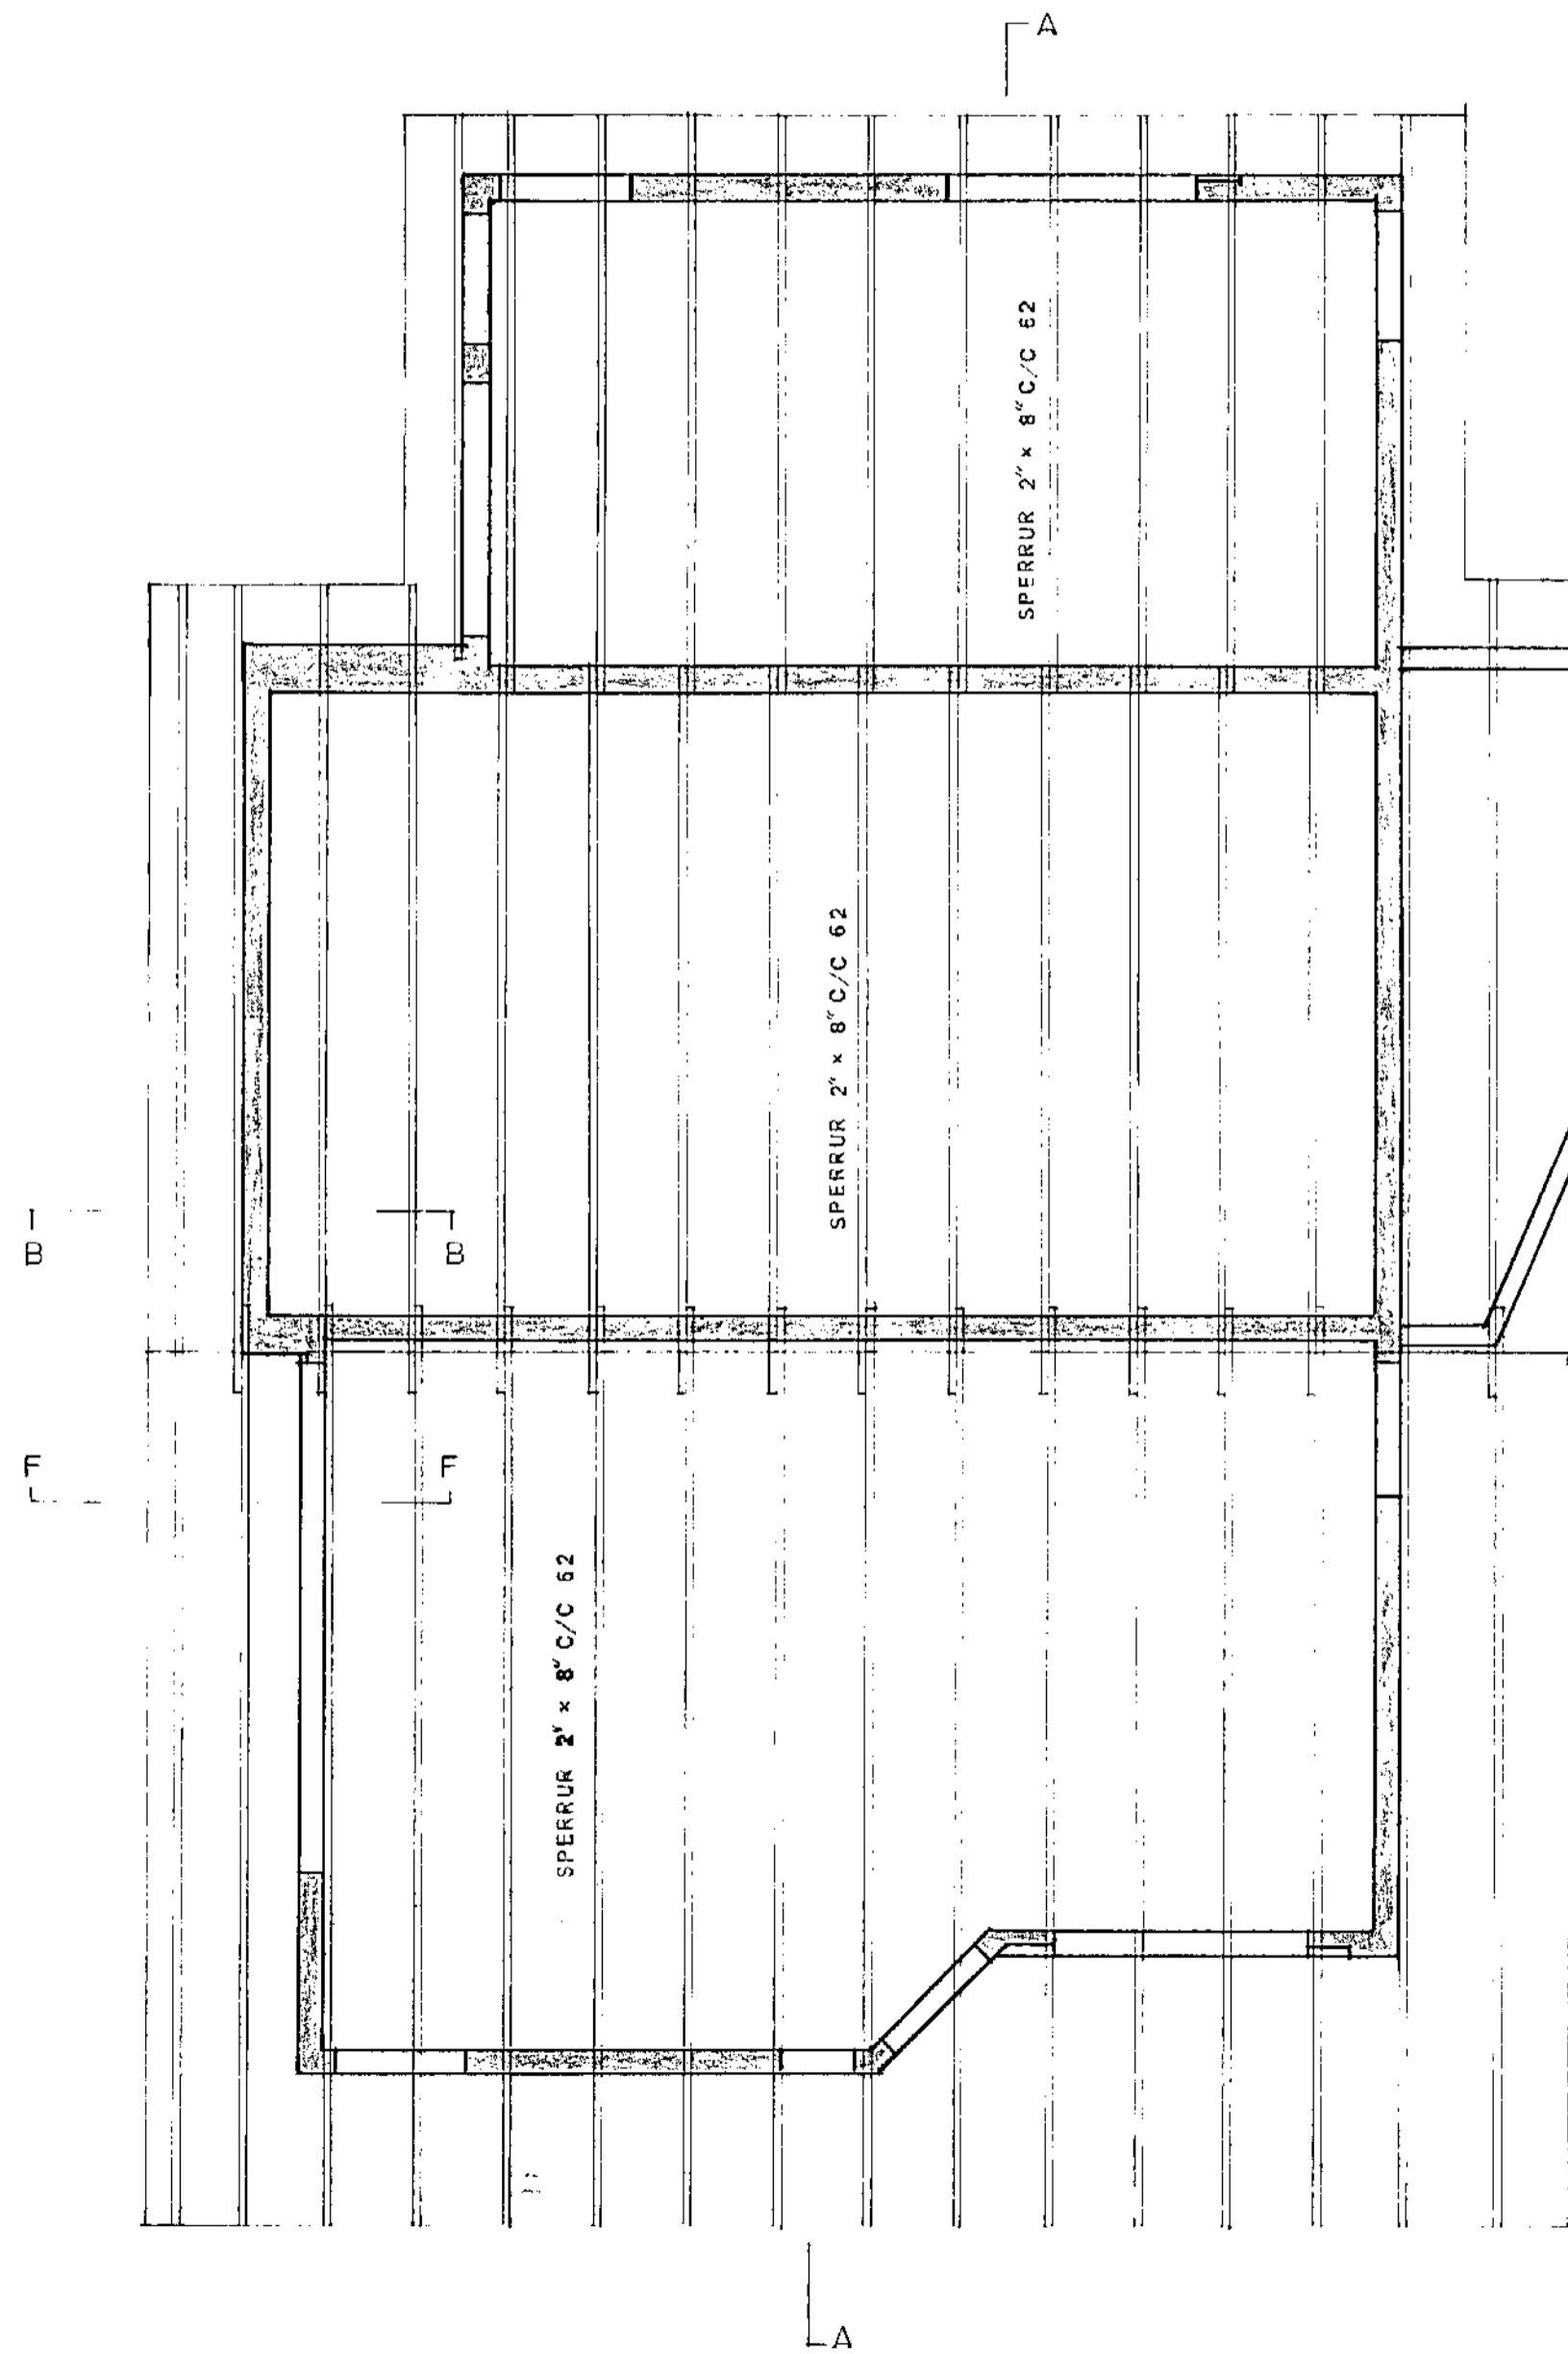 A
SPERRUR 2" × 8" C/C 62
SPERRUR 2" × 8" C/C 62
B
B
F
F
SPERRUR 2" × 8" C/C 62
A